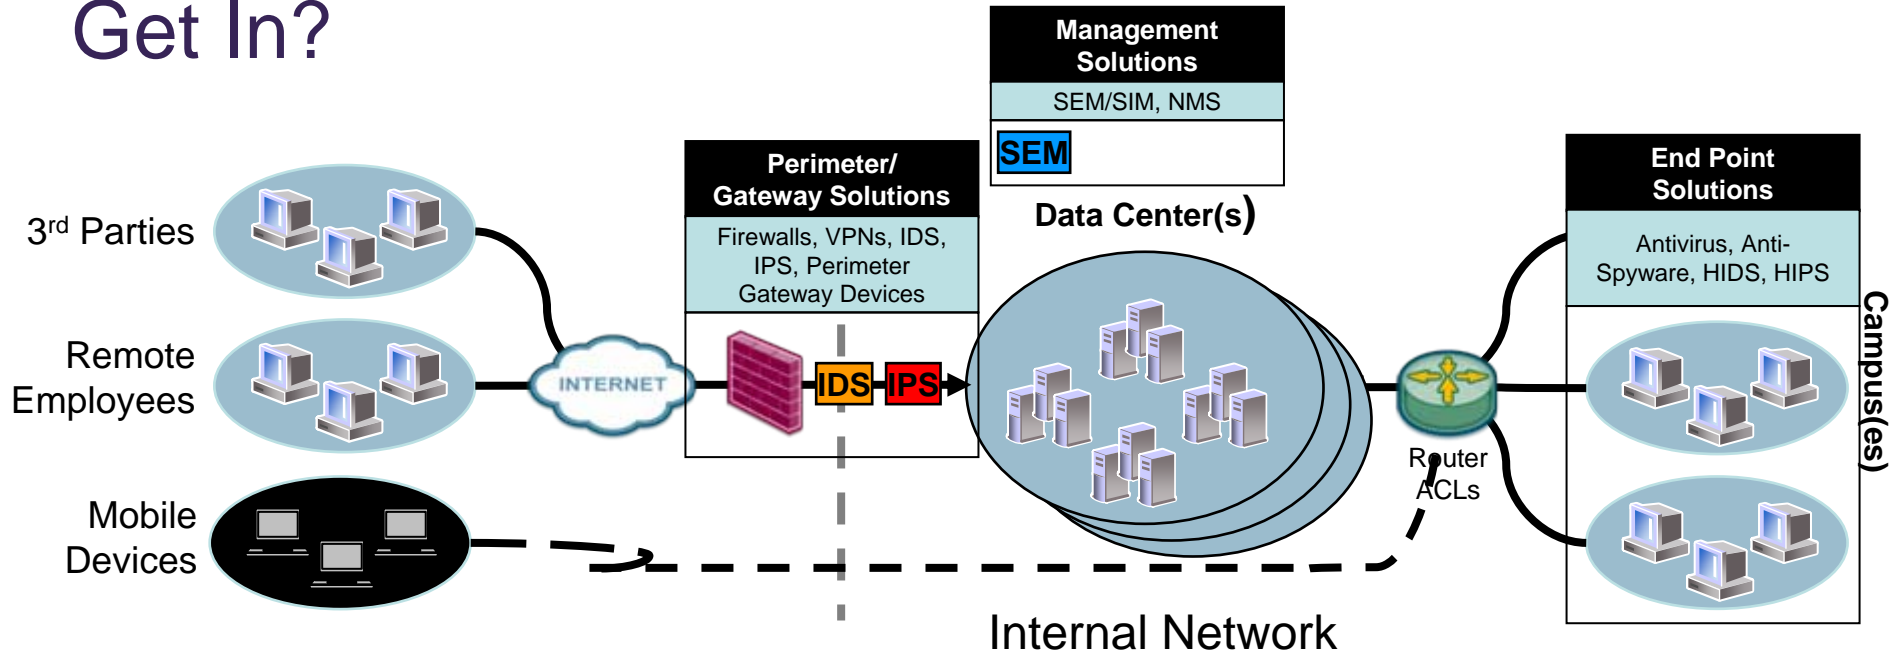 Get In?
Management
Solutions
SEM/SIM, NMS
SEM
Perimeter/
Gateway Solutions
Firewalls, VPNs, IDS,
IPS, Perimeter
Gateway Devices
End Point
Solutions
Antivirus, Anti-
Spyware, HIDS, HIPS
3rd Parties
Data Center(s)
Remote
Employees
INTERNET
IDS
IPS
Campus(es)
Router
ACLs
Mobile
Devices
Internal Network